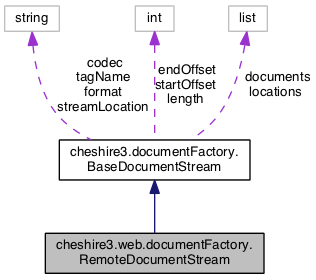 string
int
list
codec
tagName
format
streamLocation
endOffset
startOffset
length
documents
locations
cheshire3.documentFactory.
BaseDocumentStream
cheshire3.web.documentFactory.
RemoteDocumentStream